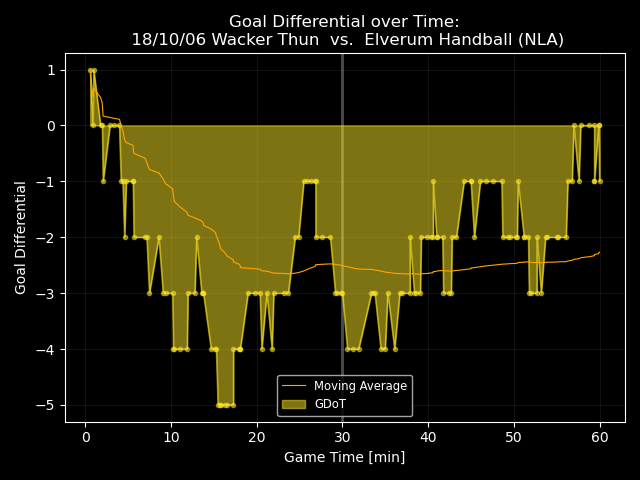 Goal Differential over Time:
18/10/06 Wacker Thun  vs.  Elverum Handball (NLA)
Goal Differential
1
0
−1
−2
−3
−4
−5
Moving Average
GDoT
0 10 20 30 40 50 60
Game Time [min]